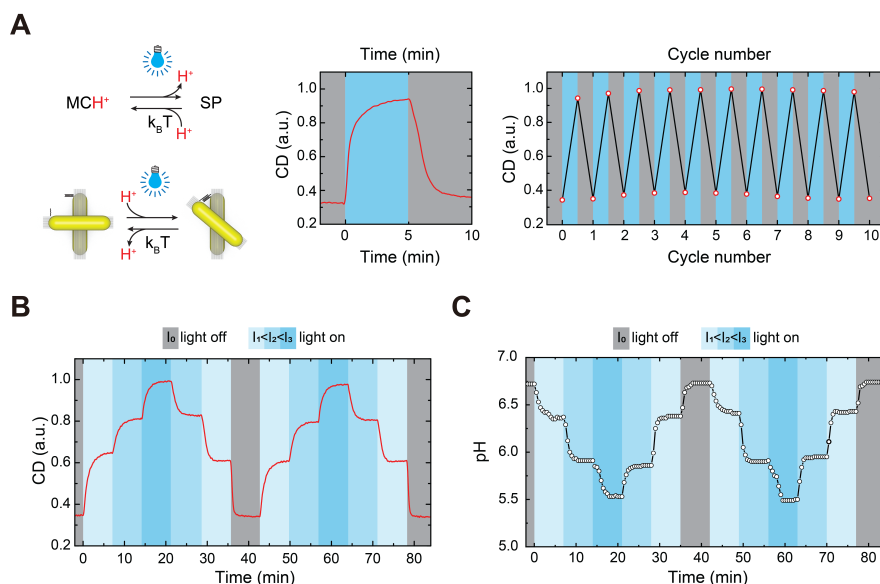 A
MCH⁺
H⁺
SP
k_BT
H⁺
H⁺
k_BT
H⁺
Time (min)
CD (a.u.)
1.0
0.8
0.6
0.4
0.2
0 5 10
Time (min)
Cycle number
CD (a.u.)
1.0
0.8
0.6
0.4
0.2
0 1 2 3 4 5 6 7 8 9 10
Cycle number
B
I₀ light off I₁<I₂<I₃ light on
CD (a.u.)
1.0
0.8
0.6
0.4
0.2
0 10 20 30 40 50 60 70 80
Time (min)
C
I₀ light off I₁<I₂<I₃ light on
pH
7.0
6.5
6.0
5.5
5.0
0 10 20 30 40 50 60 70 80
Time (min)